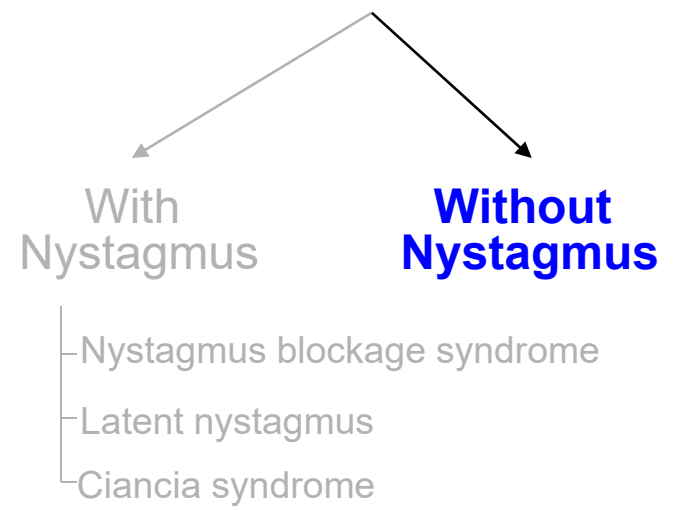 With
Nystagmus
Without
Nystagmus
Nystagmus blockage syndrome
Latent nystagmus
Ciancia syndrome